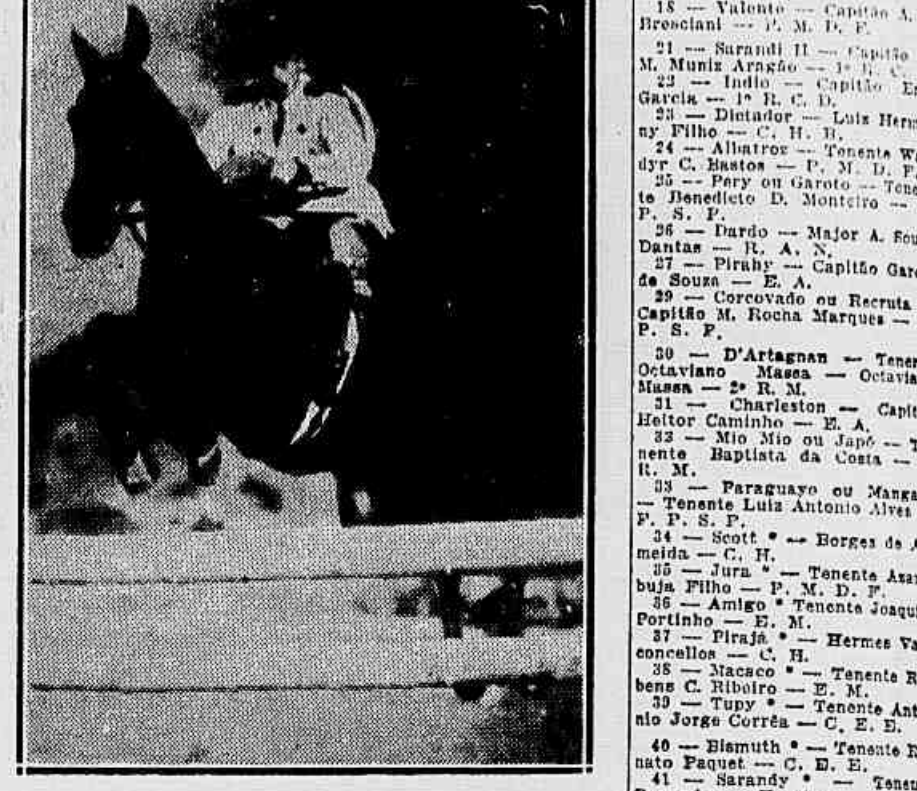 18 — Valente — Capitão A.
Bresciani — P. M. D. F.
21 — Sarandi II — Capitão
M. Muniz Aragão — 1º R. C.
22 — Indio — Capitão
Garcia — 1º R. C. D.
23 — Dictador — Luiz Herm
ny Filho — C. H. B.
24 — Albatroz — Tenente W
dyr C. Bastos — P. M. D. F.
25 — Pery ou Garoto — Tene
te Benedicto D. Monteiro —
P. S. P.
26 — Dardo — Major A. Sou
Dantas — R. A. N.
27 — Pirahy — Capitão Garc
de Souza — E. A.
29 — Corcovado ou Recruta
Capitão M. Rocha Marques —
P. S. P.
30 — D'Artagnan — Tenen
Octaviano Massa — Octavia
Massa — 2º R. M.
31 — Charleston — Capit
Heitor Caminho — E. A.
32 — Mio Mio ou Japó — T
nente Baptista da Costa —
R. M.
33 — Paraguayo ou Manga
— Tenente Luiz Antonio Alves
F. P. S. P.
34 — Scott * — Borges de A
meida — C. H.
35 — Jura * — Tenente Azam
buja Filho — P. M. D. F.
36 — Amigo * Tenente Joaqui
Portinho — E. M.
37 — Pirajá * — Hermes Va
concellos — C. H.
38 — Macaco * — Tenente R
bens C. Ribeiro — E. M.
39 — Tupy * — Tenente Ant
nio Jorge Corrêa — C. E. E.
40 — Bismuth * — Tenente R
nato Paquet — C. E. E.
41 — Sarandy * — Tenen